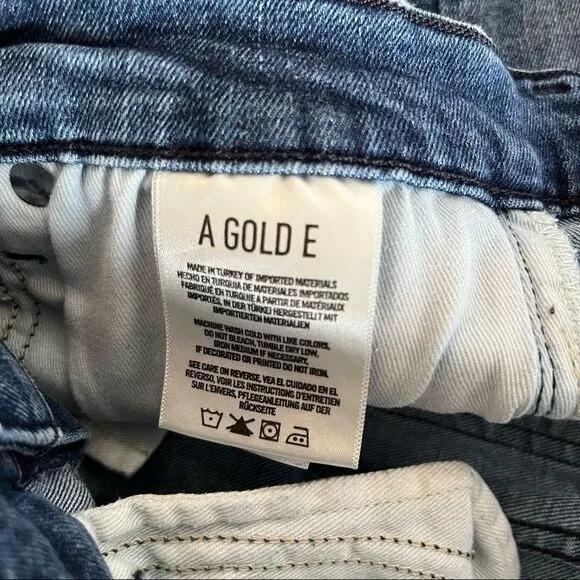 A GOLD E
MADE IN TURKEY OF IMPORTED MATERIALS
HECHO EN TURQUIA DE MATERIALES IMPORTADOS
FABRIQUÉ EN TURQUIE A PARTIR DE MATÉRIAUX
IMPORTÉS, IN DER TÜRKEI HERGESTELLT MIT
IMPORTIERTEN MATERIALIEN
MACHINE WASH COLD WITH LIKE COLORS,
DO NOT BLEACH, TUMBLE DRY LOW,
IRON MEDIUM IF NECESSARY,
IF DECORATED OR PRINTED DO NOT IRON.
SEE CARE ON REVERSE, VEA EL CUIDADO EN EL
REVERSO, VOIR LES INSTRUCTIONS D'ENTRETIEN
SUR L'ENVERS, PFLEGEANLEITUNG AUF DER
RÜCKSEITE